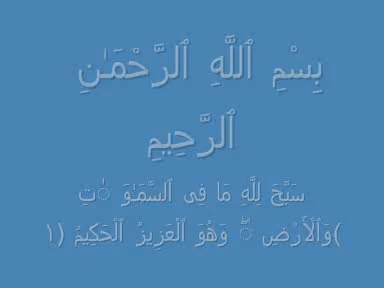 بِسْمِ ٱللَّهِ ٱلرَّحْمَـٰنِ
ٱلرَّحِيمِ
سَبَّحَ لِلَّهِ مَا فِى ٱلسَّمَـٰوَ ٰ⁠تِ
وَٱلْأَرْضِ ۖ وَهُوَ ٱلْعَزِيزُ ٱلْحَكِيمُ (١)